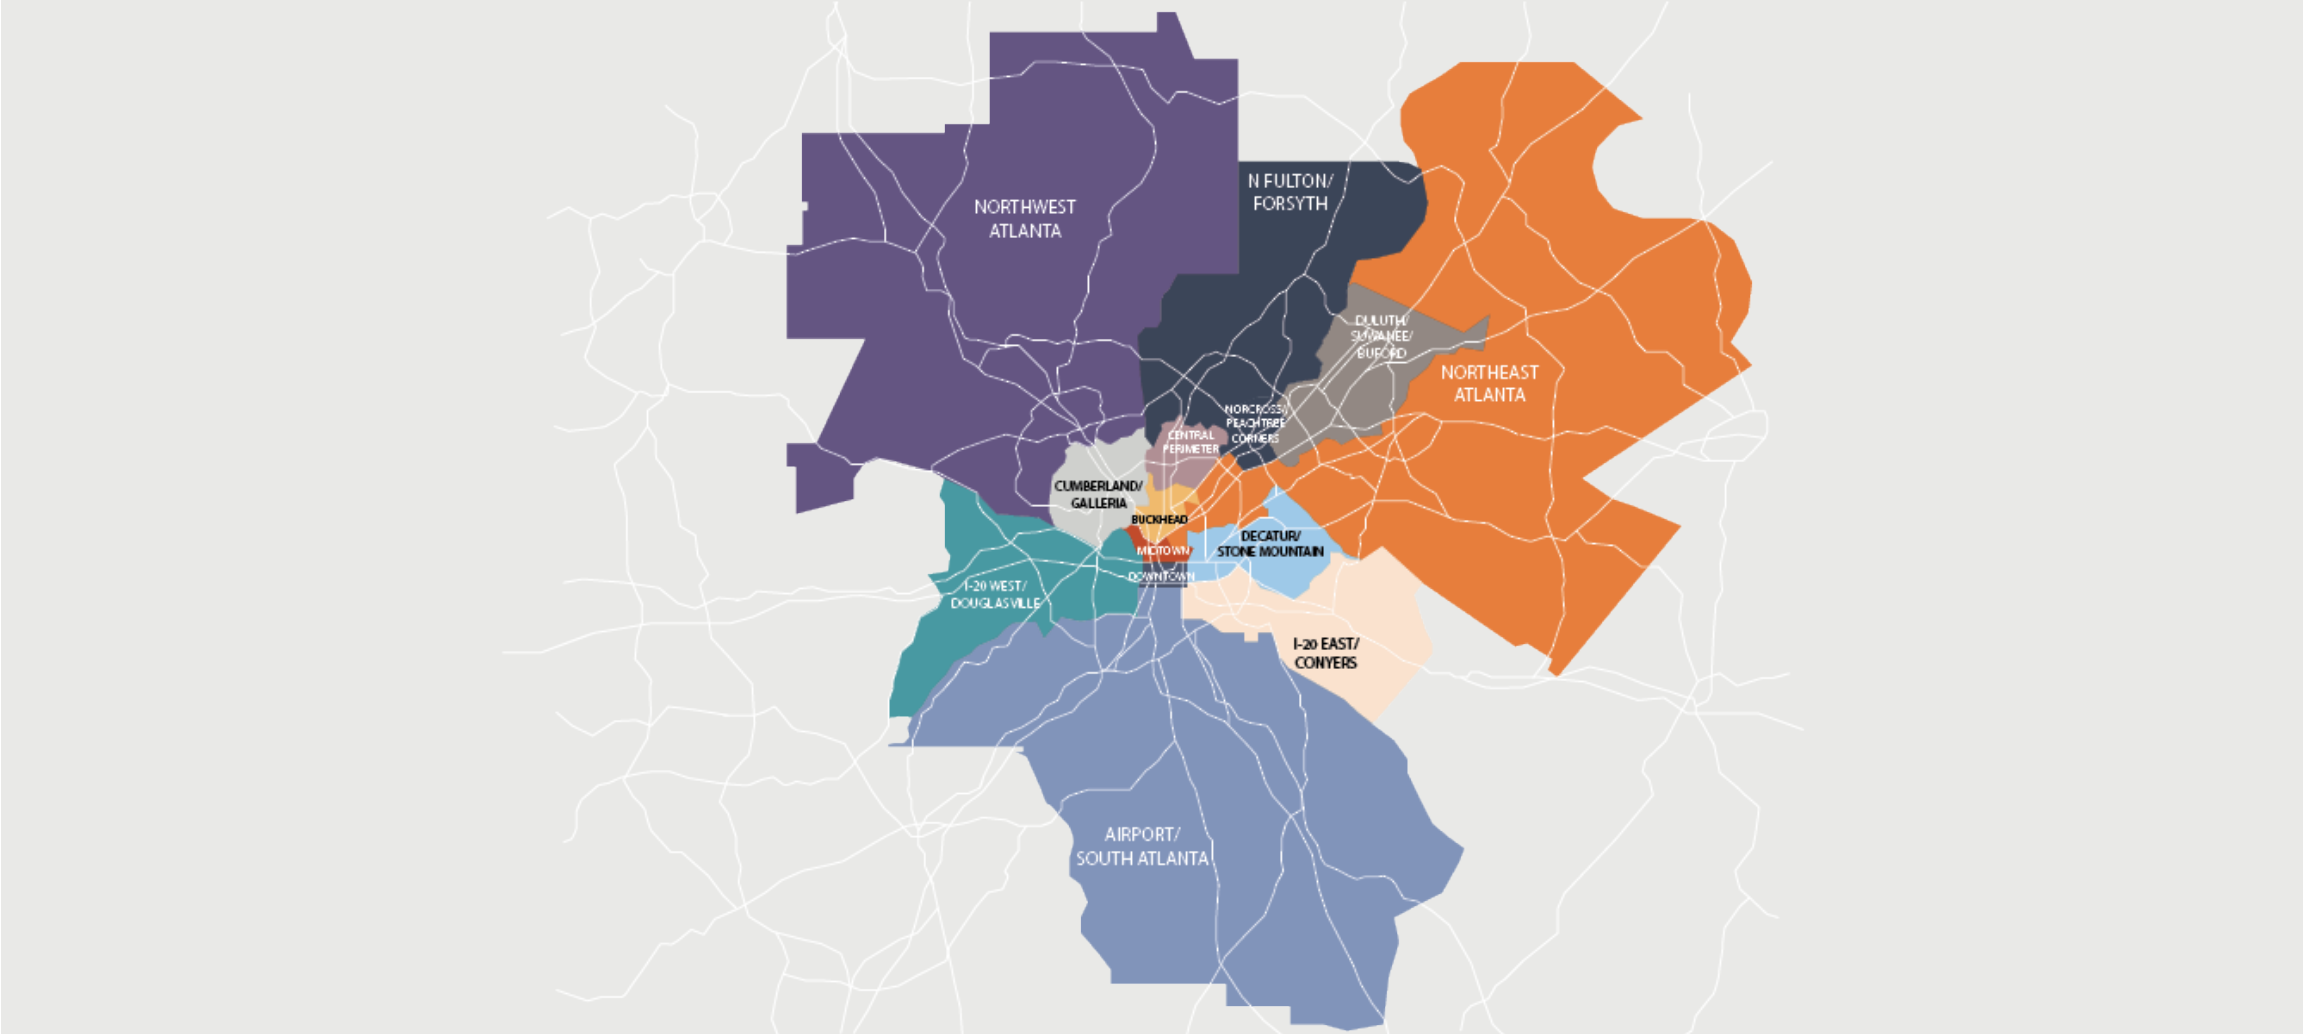 N FULTON/
FORSYTH
NORTHWEST
ATLANTA
DULUTH/
SUWANEE/
BUFORD
NORTHEAST
ATLANTA
NORCROSS/
PEACHTREE
CORNERS
CENTRAL
PERIMETER
CUMBERLAND/
GALLERIA
BUCKHEAD
DECATUR/
STONE MOUNTAIN
MIDTOWN
DOWNTOWN
I-20 WEST/
DOUGLASVILLE
I-20 EAST/
CONYERS
AIRPORT/
SOUTH ATLANTA